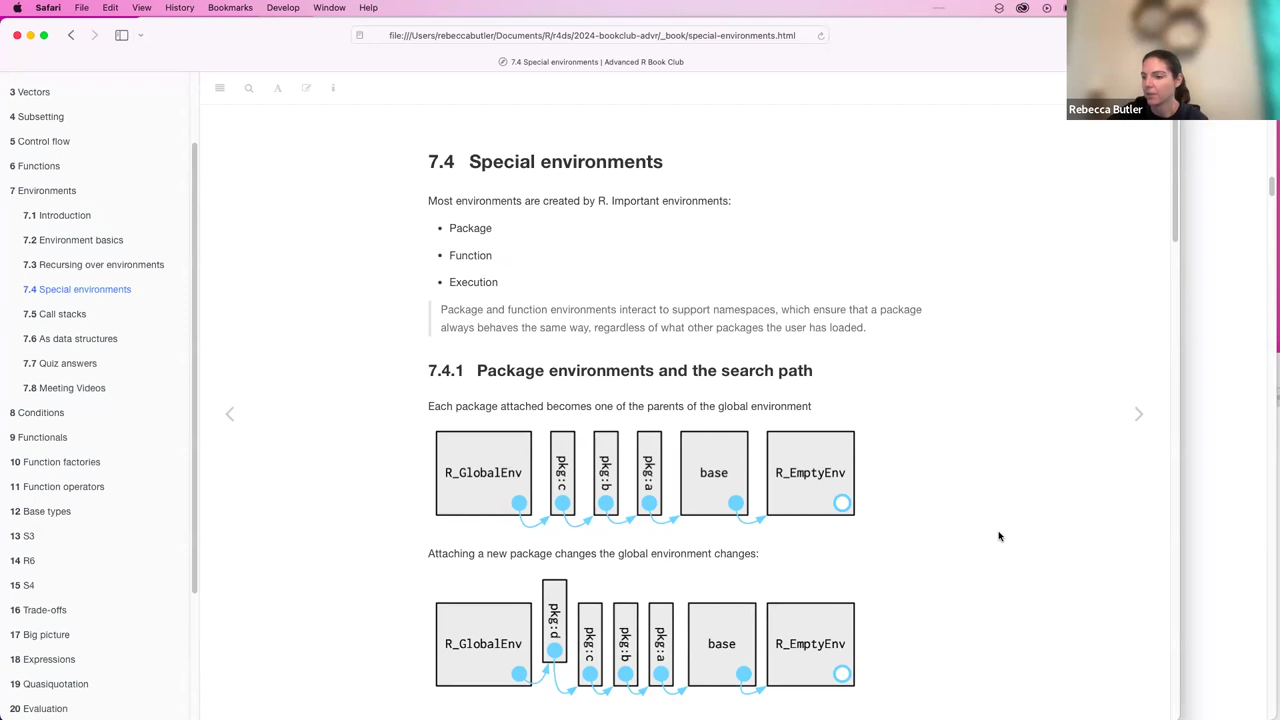 Safari File Edit View History Bookmarks Develop Window Help
file:///Users/rebeccabutler/Documents/R/r4ds/2024-bookclub-advr/_book/special-environments.html
7.4 Special environments | Advanced R Book Club
Rebecca Butler
3 Vectors
4 Subsetting
5 Control flow
6 Functions
7 Environments
7.1 Introduction
7.2 Environment basics
7.3 Recursing over environments
7.4 Special environments
7.5 Call stacks
7.6 As data structures
7.7 Quiz answers
7.8 Meeting Videos
8 Conditions
9 Functionals
10 Function factories
11 Function operators
12 Base types
13 S3
14 R6
15 S4
16 Trade-offs
17 Big picture
18 Expressions
19 Quasiquotation
20 Evaluation
7.4 Special environments
Most environments are created by R. Important environments:
• Package
• Function
• Execution
Package and function environments interact to support namespaces, which ensure that a package
always behaves the same way, regardless of what other packages the user has loaded.
7.4.1 Package environments and the search path
Each package attached becomes one of the parents of the global environment
R_GlobalEnv pkg:c pkg:b pkg:a base R_EmptyEnv
Attaching a new package changes the global environment changes:
R_GlobalEnv pkg:d pkg:c pkg:b pkg:a base R_EmptyEnv